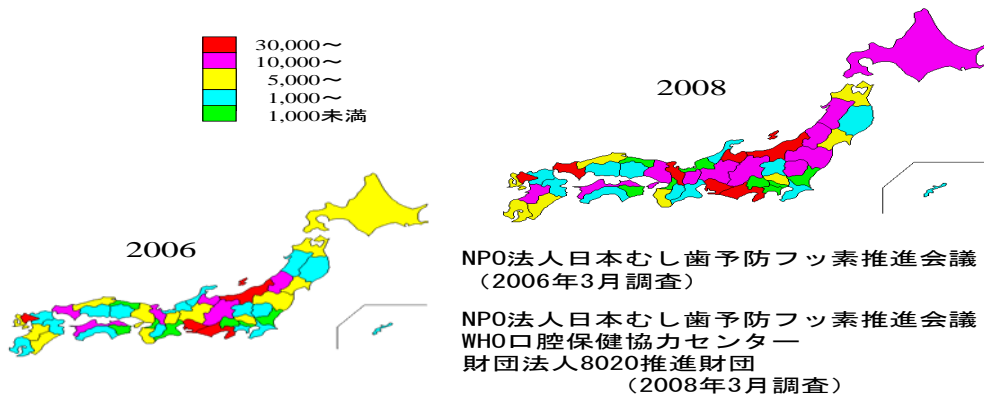 30,000～
10,000～
5,000～
1,000～
1,000未満
2006
2008
NPO法人日本むし歯予防フッ素推進会議
（2006年3月調査）
NPO法人日本むし歯予防フッ素推進会議
WHO口腔保健協力センター
財団法人8020推進財団
（2008年3月調査）